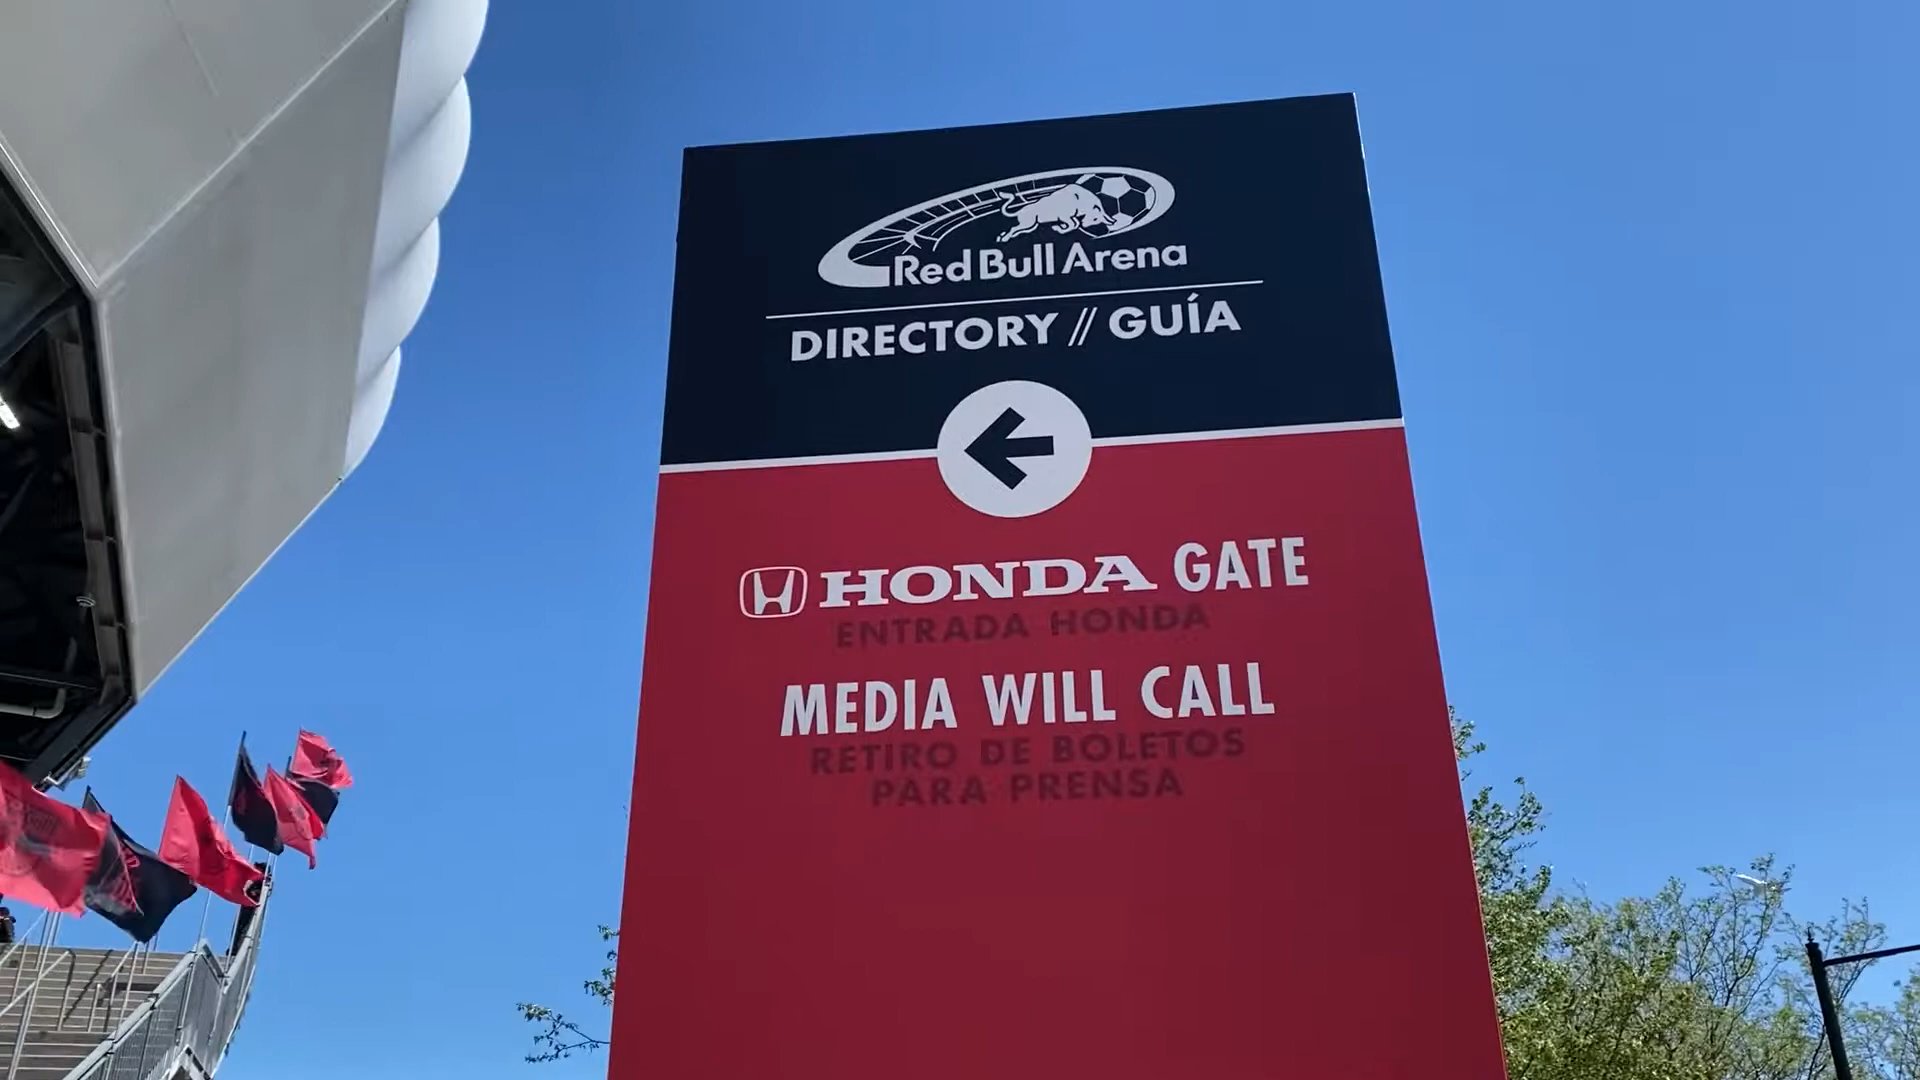 Red Bull Arena
DIRECTORY // GUÍA
HONDA GATE
ENTRADA HONDA
MEDIA WILL CALL
RETIRO DE BOLETOS
PARA PRENSA